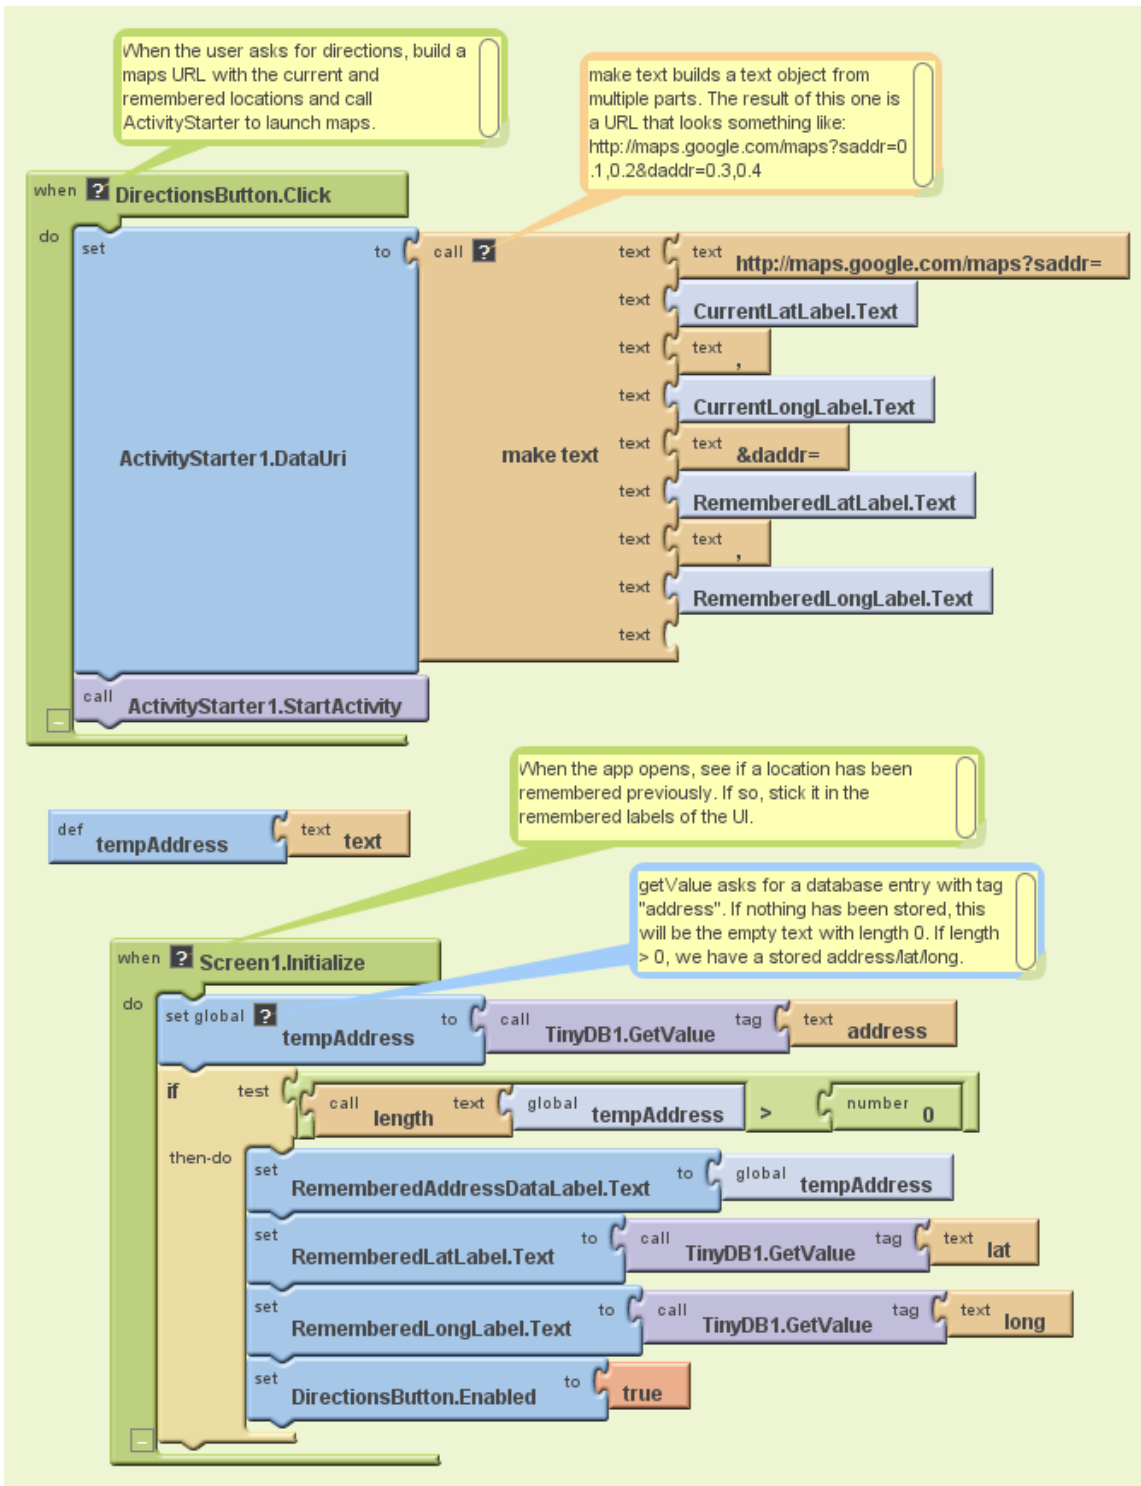 When the user asks for directions, build a
maps URL with the current and
remembered locations and call
ActivityStarter to launch maps.
make text builds a text object from
multiple parts. The result of this one is
a URL that looks something like:
http://maps.google.com/maps?saddr=0
.1,0.2&daddr=0.3,0.4
when ? DirectionsButton.Click
do
set ActivityStarter1.DataUri to
call ? make text
text text http://maps.google.com/maps?saddr=
text CurrentLatLabel.Text
text text ,
text CurrentLongLabel.Text
text text &daddr=
text RememberedLatLabel.Text
text text ,
text RememberedLongLabel.Text
text
call ActivityStarter1.StartActivity
When the app opens, see if a location has been
remembered previously. If so, stick it in the
remembered labels of the UI.
def tempAddress text text
getValue asks for a database entry with tag
"address". If nothing has been stored, this
will be the empty text with length 0. If length
> 0, we have a stored address/lat/long.
when ? Screen1.Initialize
do
set global ? tempAddress to call TinyDB1.GetValue tag text address
if test call length text global tempAddress > number 0
then-do
set RememberedAddressDataLabel.Text to global tempAddress
set RememberedLatLabel.Text to call TinyDB1.GetValue tag text lat
set RememberedLongLabel.Text to call TinyDB1.GetValue tag text long
set DirectionsButton.Enabled to true